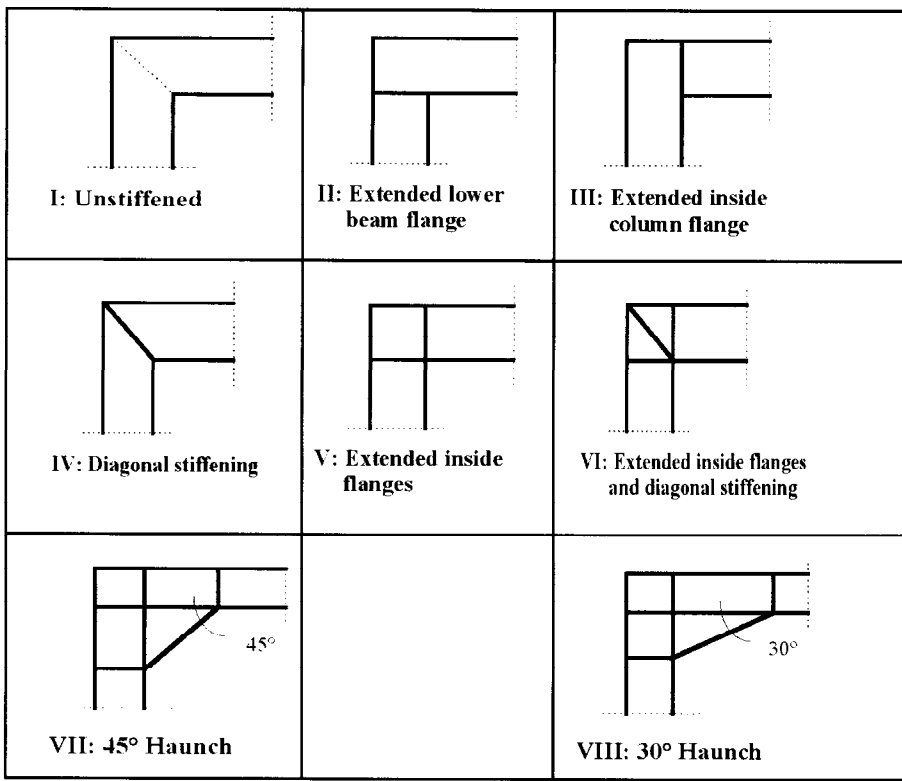 I: Unstiffened
II: Extended lower
beam flange
III: Extended inside
column flange
IV: Diagonal stiffening
V: Extended inside
flanges
VI: Extended inside flanges
and diagonal stiffening
45°
VII: 45° Haunch
30°
VIII: 30° Haunch